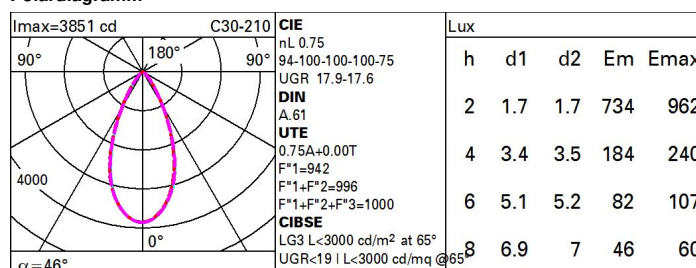 Imax=3851 cd C30-210
90° 180° 90°
4000
0°
α=46°
CIE
nL 0.75
94-100-100-100-75
UGR 17.9-17.6
DIN
A.61
UTE
0.75A+0.00T
F"1=942
F"1+F"2=996
F"1+F"2+F"3=1000
CIBSE
LG3 L<3000 cd/m² at 65°
UGR<19 | L<3000 cd/mq @65°
Lux
h d1 d2 Em Emax
2 1.7 1.7 734 962
4 3.4 3.5 184 240
6 5.1 5.2 82 107
8 6.9 7 46 60